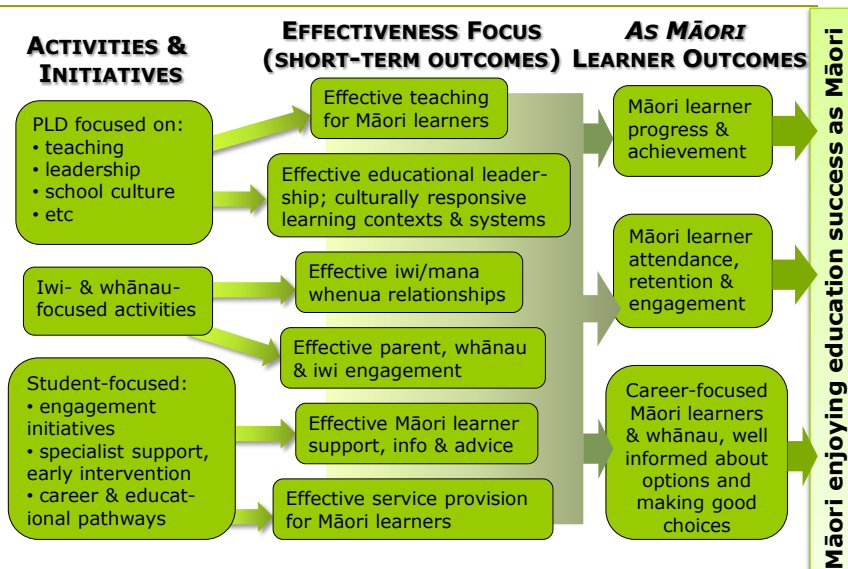 ACTIVITIES &
INITIATIVES
PLD focused on:
• teaching
• leadership
• school culture
• etc
Iwi- & whānau-
focused activities
Student-focused:
• engagement
initiatives
• specialist support,
early intervention
• career & educat-
ional pathways
EFFECTIVENESS FOCUS
(SHORT-TERM OUTCOMES)
Effective teaching
for Māori learners
Effective educational leader-
ship; culturally responsive
learning contexts & systems
Effective iwi/mana
whenua relationships
Effective parent, whānau
& iwi engagement
Effective Māori learner
support, info & advice
Effective service provision
for Māori learners
AS MĀORI
LEARNER OUTCOMES
Māori learner
progress &
achievement
Māori learner
attendance,
retention &
engagement
Career-focused
Māori learners
& whānau, well
informed about
options and
making good
choices
Māori enjoying education success as Māori